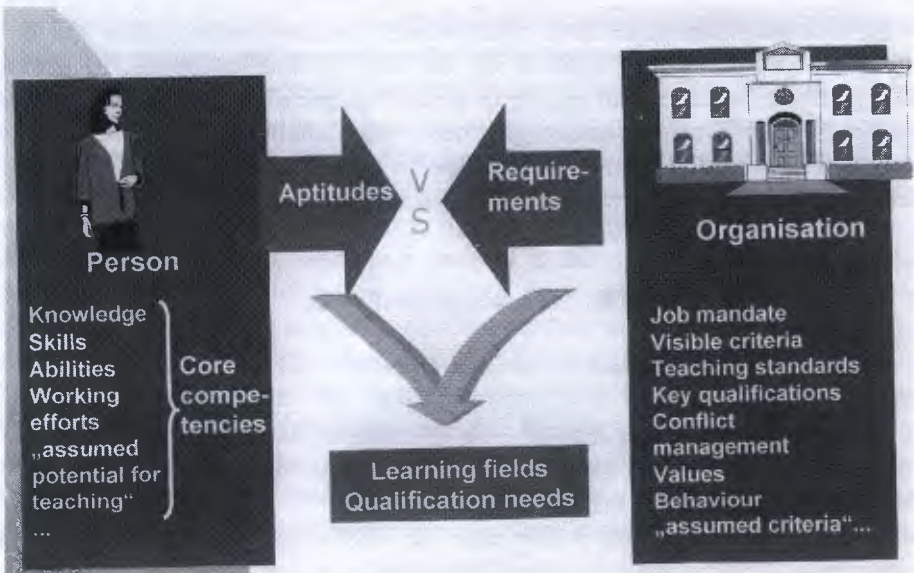 Person
Knowledge
Skills
Abilities
Working
efforts
„assumed
potential for
teaching“
...
Core
compe-
tencies
Aptitudes
V
S
Require-
ments
Learning fields
Qualification needs
Organisation
Job mandate
Visible criteria
Teaching standards
Key qualifications
Conflict
management
Values
Behaviour
„assumed criteria“...